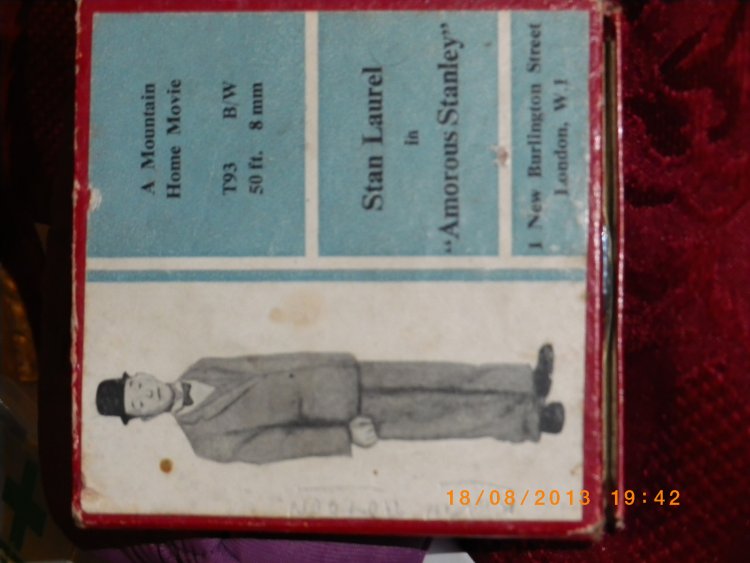 A Mountain
Home Movie
T93 B/W
50 ft. 8 mm
Stan Laurel
in
"Amorous Stanley"
1 New Burlington Street
London, W.1
18/08/2013 19:42